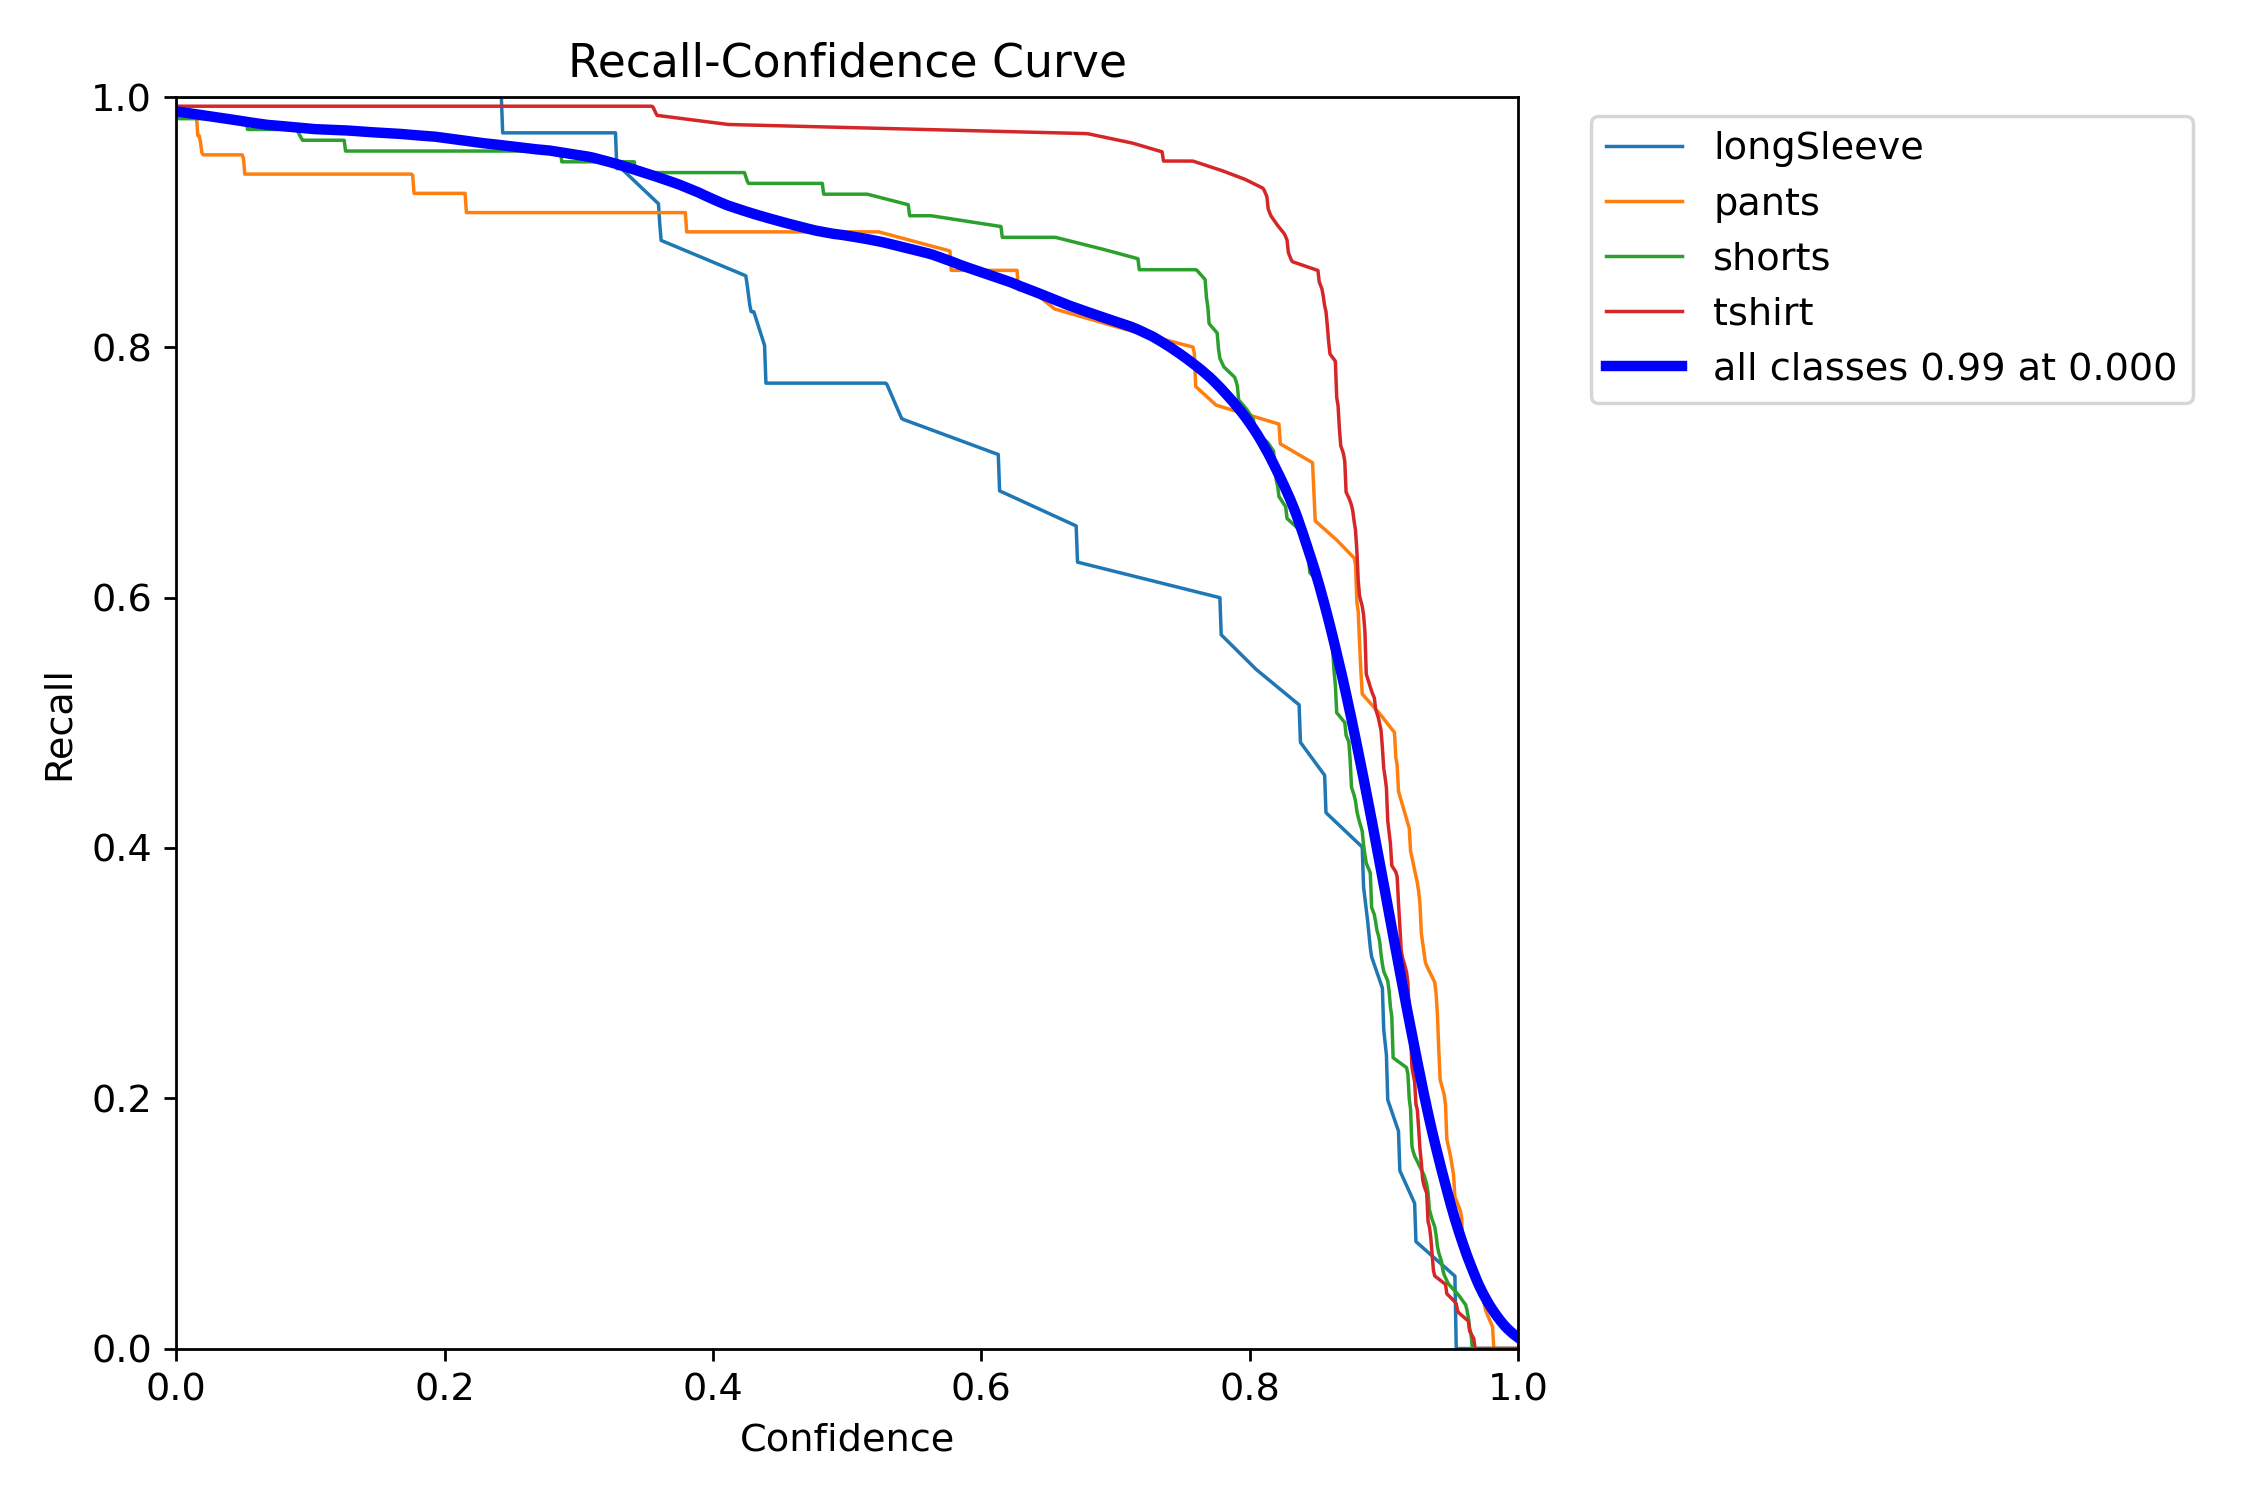 Recall-Confidence Curve
1.0
0.8
0.6
0.4
0.2
0.0
Recall
0.0 0.2 0.4 0.6 0.8 1.0
Confidence
longSleeve
pants
shorts
tshirt
all classes 0.99 at 0.000